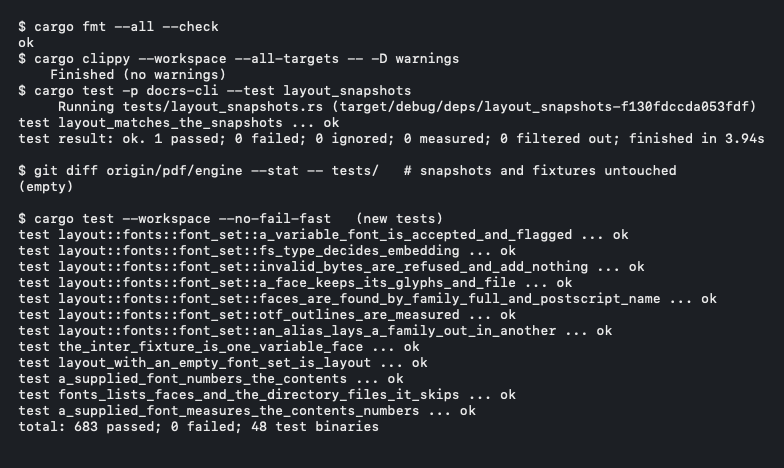 $ cargo fmt --all --check
ok
$ cargo clippy --workspace --all-targets -- -D warnings
    Finished (no warnings)
$ cargo test -p docrs-cli --test layout_snapshots
     Running tests/layout_snapshots.rs (target/debug/deps/layout_snapshots-f130fdccda053fdf)
test layout_matches_the_snapshots ... ok
test result: ok. 1 passed; 0 failed; 0 ignored; 0 measured; 0 filtered out; finished in 3.94s

$ git diff origin/pdf/engine --stat -- tests/   # snapshots and fixtures untouched
(empty)

$ cargo test --workspace --no-fail-fast   (new tests)
test layout::fonts::font_set::a_variable_font_is_accepted_and_flagged ... ok
test layout::fonts::font_set::fs_type_decides_embedding ... ok
test layout::fonts::font_set::invalid_bytes_are_refused_and_add_nothing ... ok
test layout::fonts::font_set::a_face_keeps_its_glyphs_and_file ... ok
test layout::fonts::font_set::faces_are_found_by_family_full_and_postscript_name ... ok
test layout::fonts::font_set::otf_outlines_are_measured ... ok
test layout::fonts::font_set::an_alias_lays_a_family_out_in_another ... ok
test the_inter_fixture_is_one_variable_face ... ok
test layout_with_an_empty_font_set_is_layout ... ok
test a_supplied_font_numbers_the_contents ... ok
test fonts_lists_faces_and_the_directory_files_it_skips ... ok
test a_supplied_font_measures_the_contents_numbers ... ok
total: 683 passed; 0 failed; 48 test binaries